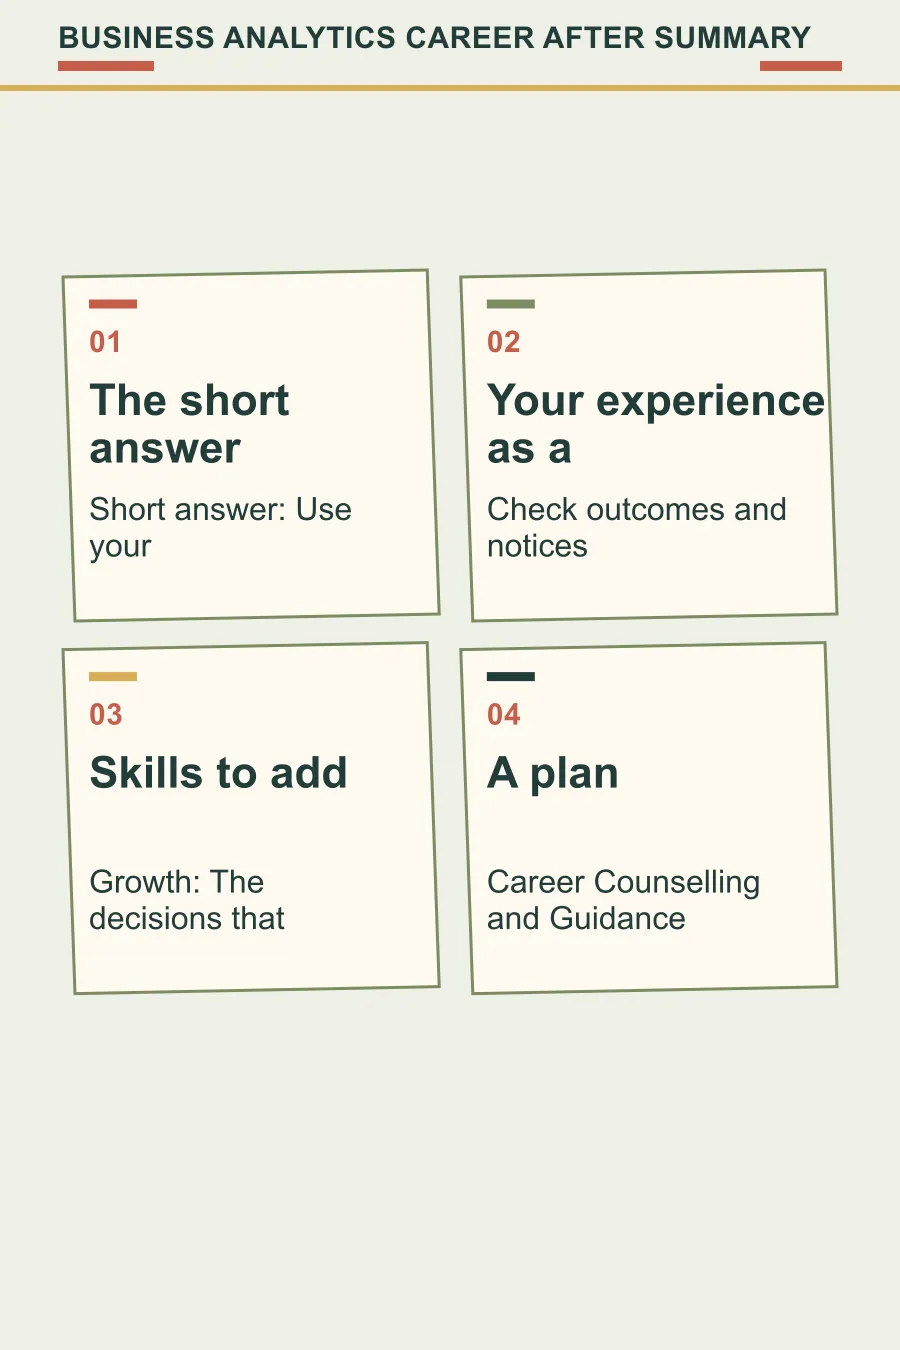 BUSINESS ANALYTICS CAREER AFTER SUMMARY
01
The short
answer
Short answer: Use
your
02
Your experience
as a
Check outcomes and
notices
03
Skills to add
Growth: The
decisions that
04
A plan
Career Counselling
and Guidance